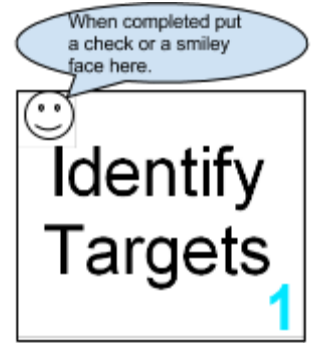 When completed put
a check or a smiley
face here.
Identify
Targets
1